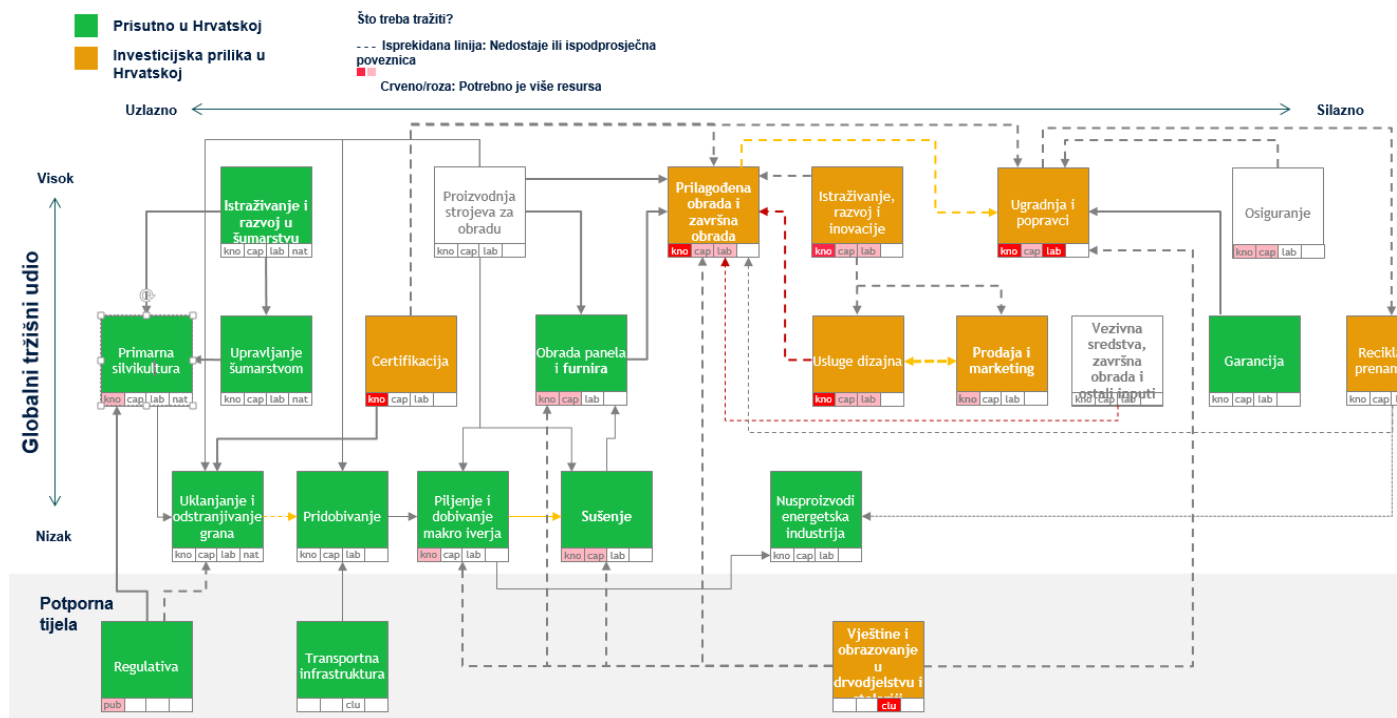 Prisutno u Hrvatskoj
Investicijska prilika u
Hrvatskoj
Što treba tražiti?
--- Isprekidana linija: Nedostaje ili ispodprosječna
poveznica
Crveno/roza: Potrebno je više resursa
Uzlazno
Silazno
Visok
Globalni tržišni udio
Nizak
Istraživanje i
razvoj u
šumarstvu
kno cap lab nat
Proizvodnja
strojeva za
obradu
kno cap lab
Prilagođena
obrada i
završna
obrada
kno cap lab
Istraživanje,
razvoj i
inovacije
kno cap lab
Ugradnja i
popravci
kno cap lab
Osiguranje
kno cap lab
Primarna
silvikultura
kno cap lab nat
Upravljanje
šumarstvom
kno cap lab nat
Certifikacija
kno cap lab
Obrada panela
i furnira
kno cap lab
Usluge dizajna
kno cap lab
Prodaja i
marketing
kno cap lab
Vezivna
sredstva,
završna
obrada i
ostali inputi
kno cap lab
Garancija
kno cap lab
Recikla
prenam
kno cap l
Uklanjanje i
odstranjivanje
grana
kno cap lab nat
Pridobivanje
kno cap lab
Piljenje i
dobivanje
makro iverja
kno cap lab
Sušenje
kno cap lab
Nusproizvodi
energetska
industrija
kno cap lab
Potporna
tijela
Regulativa
pub
Transportna
infrastruktura
clu
Vještine i
obrazovanje
u
drvodjelstvu i
clu